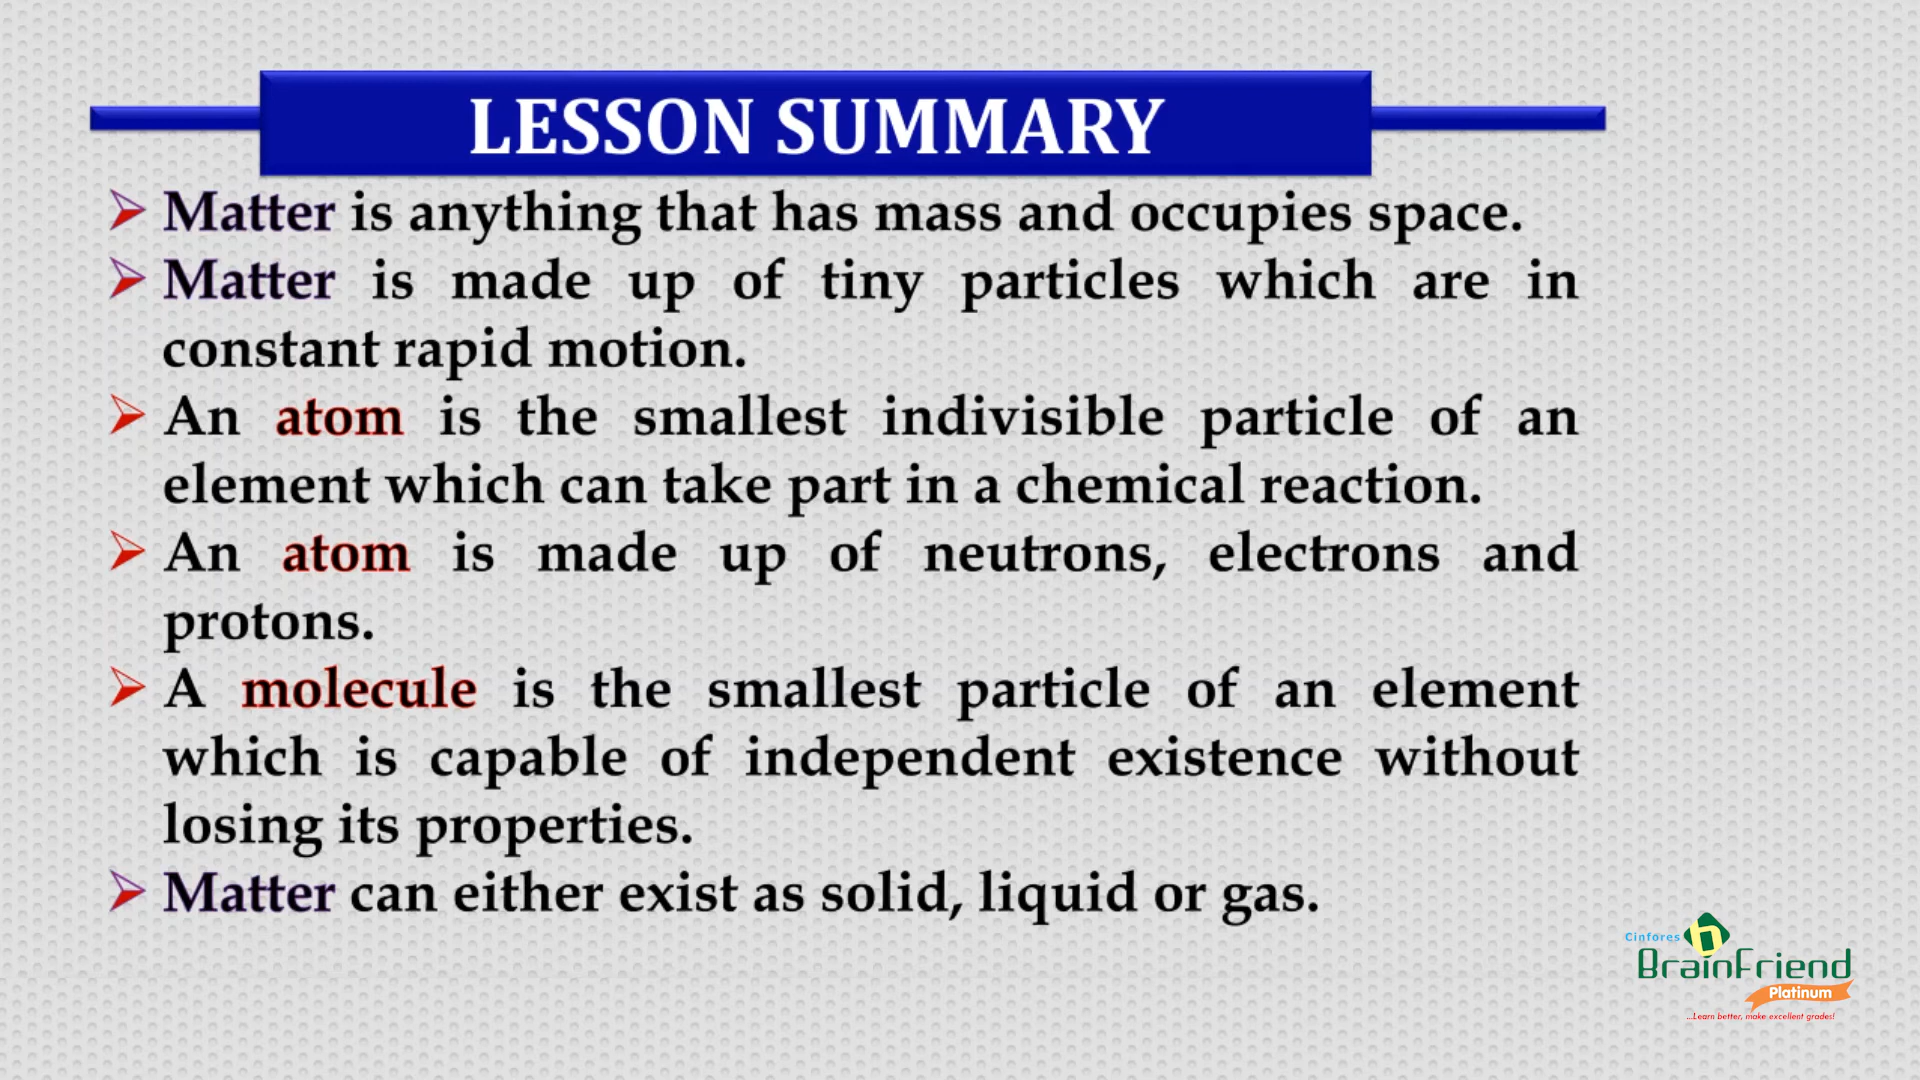 LESSON SUMMARY
➢ Matter is anything that has mass and occupies space.
➢ Matter is made up of tiny particles which are in
constant rapid motion.
➢ An atom is the smallest indivisible particle of an
element which can take part in a chemical reaction.
➢ An atom is made up of neutrons, electrons and
protons.
➢ A molecule is the smallest particle of an element
which is capable of independent existence without
losing its properties.
➢ Matter can either exist as solid, liquid or gas.
Cinfores
BrainFriend
Platinum
...Learn better, make excellent grades!